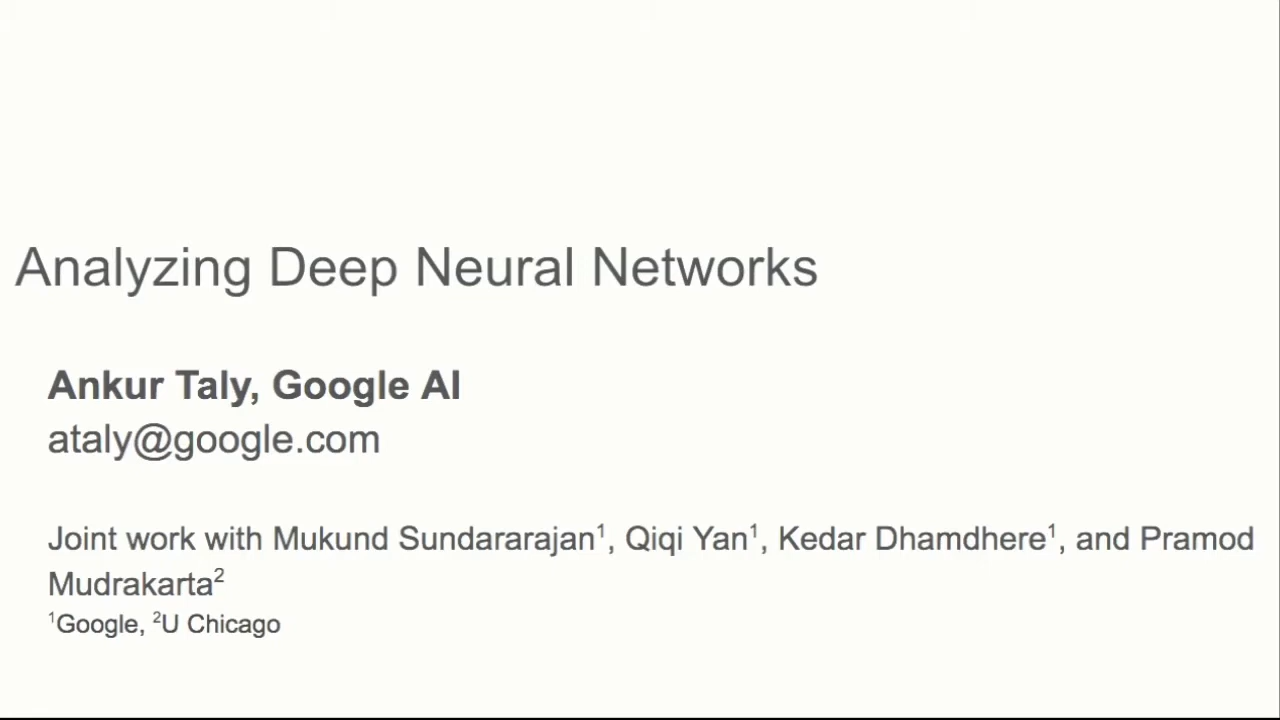 Analyzing Deep Neural Networks
Ankur Taly, Google AI
ataly@google.com
Joint work with Mukund Sundararajan¹, Qiqi Yan¹, Kedar Dhamdhere¹, and Pramod
Mudrakarta²
¹Google, ²U Chicago